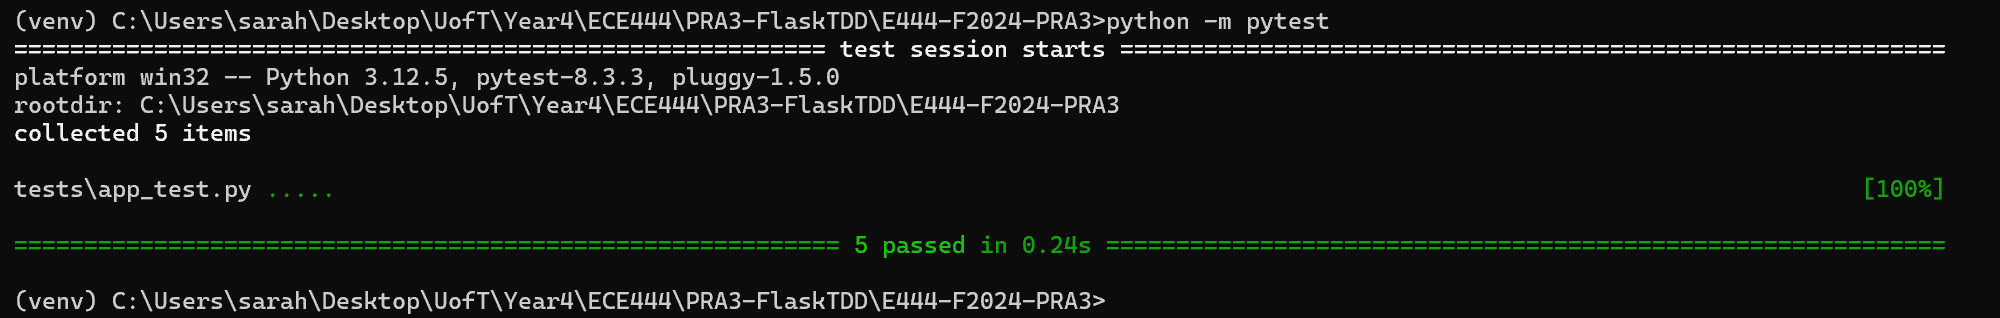 (venv) C:\Users\sarah\Desktop\UofT\Year4\ECE444\PRA3-FlaskTDD\E444-F2024-PRA3>python -m pytest
========================================================== test session starts ===========================================================
platform win32 -- Python 3.12.5, pytest-8.3.3, pluggy-1.5.0
rootdir: C:\Users\sarah\Desktop\UofT\Year4\ECE444\PRA3-FlaskTDD\E444-F2024-PRA3
collected 5 items
tests\app_test.py ..... [100%]
=========================================================== 5 passed in 0.24s ============================================================
(venv) C:\Users\sarah\Desktop\UofT\Year4\ECE444\PRA3-FlaskTDD\E444-F2024-PRA3>